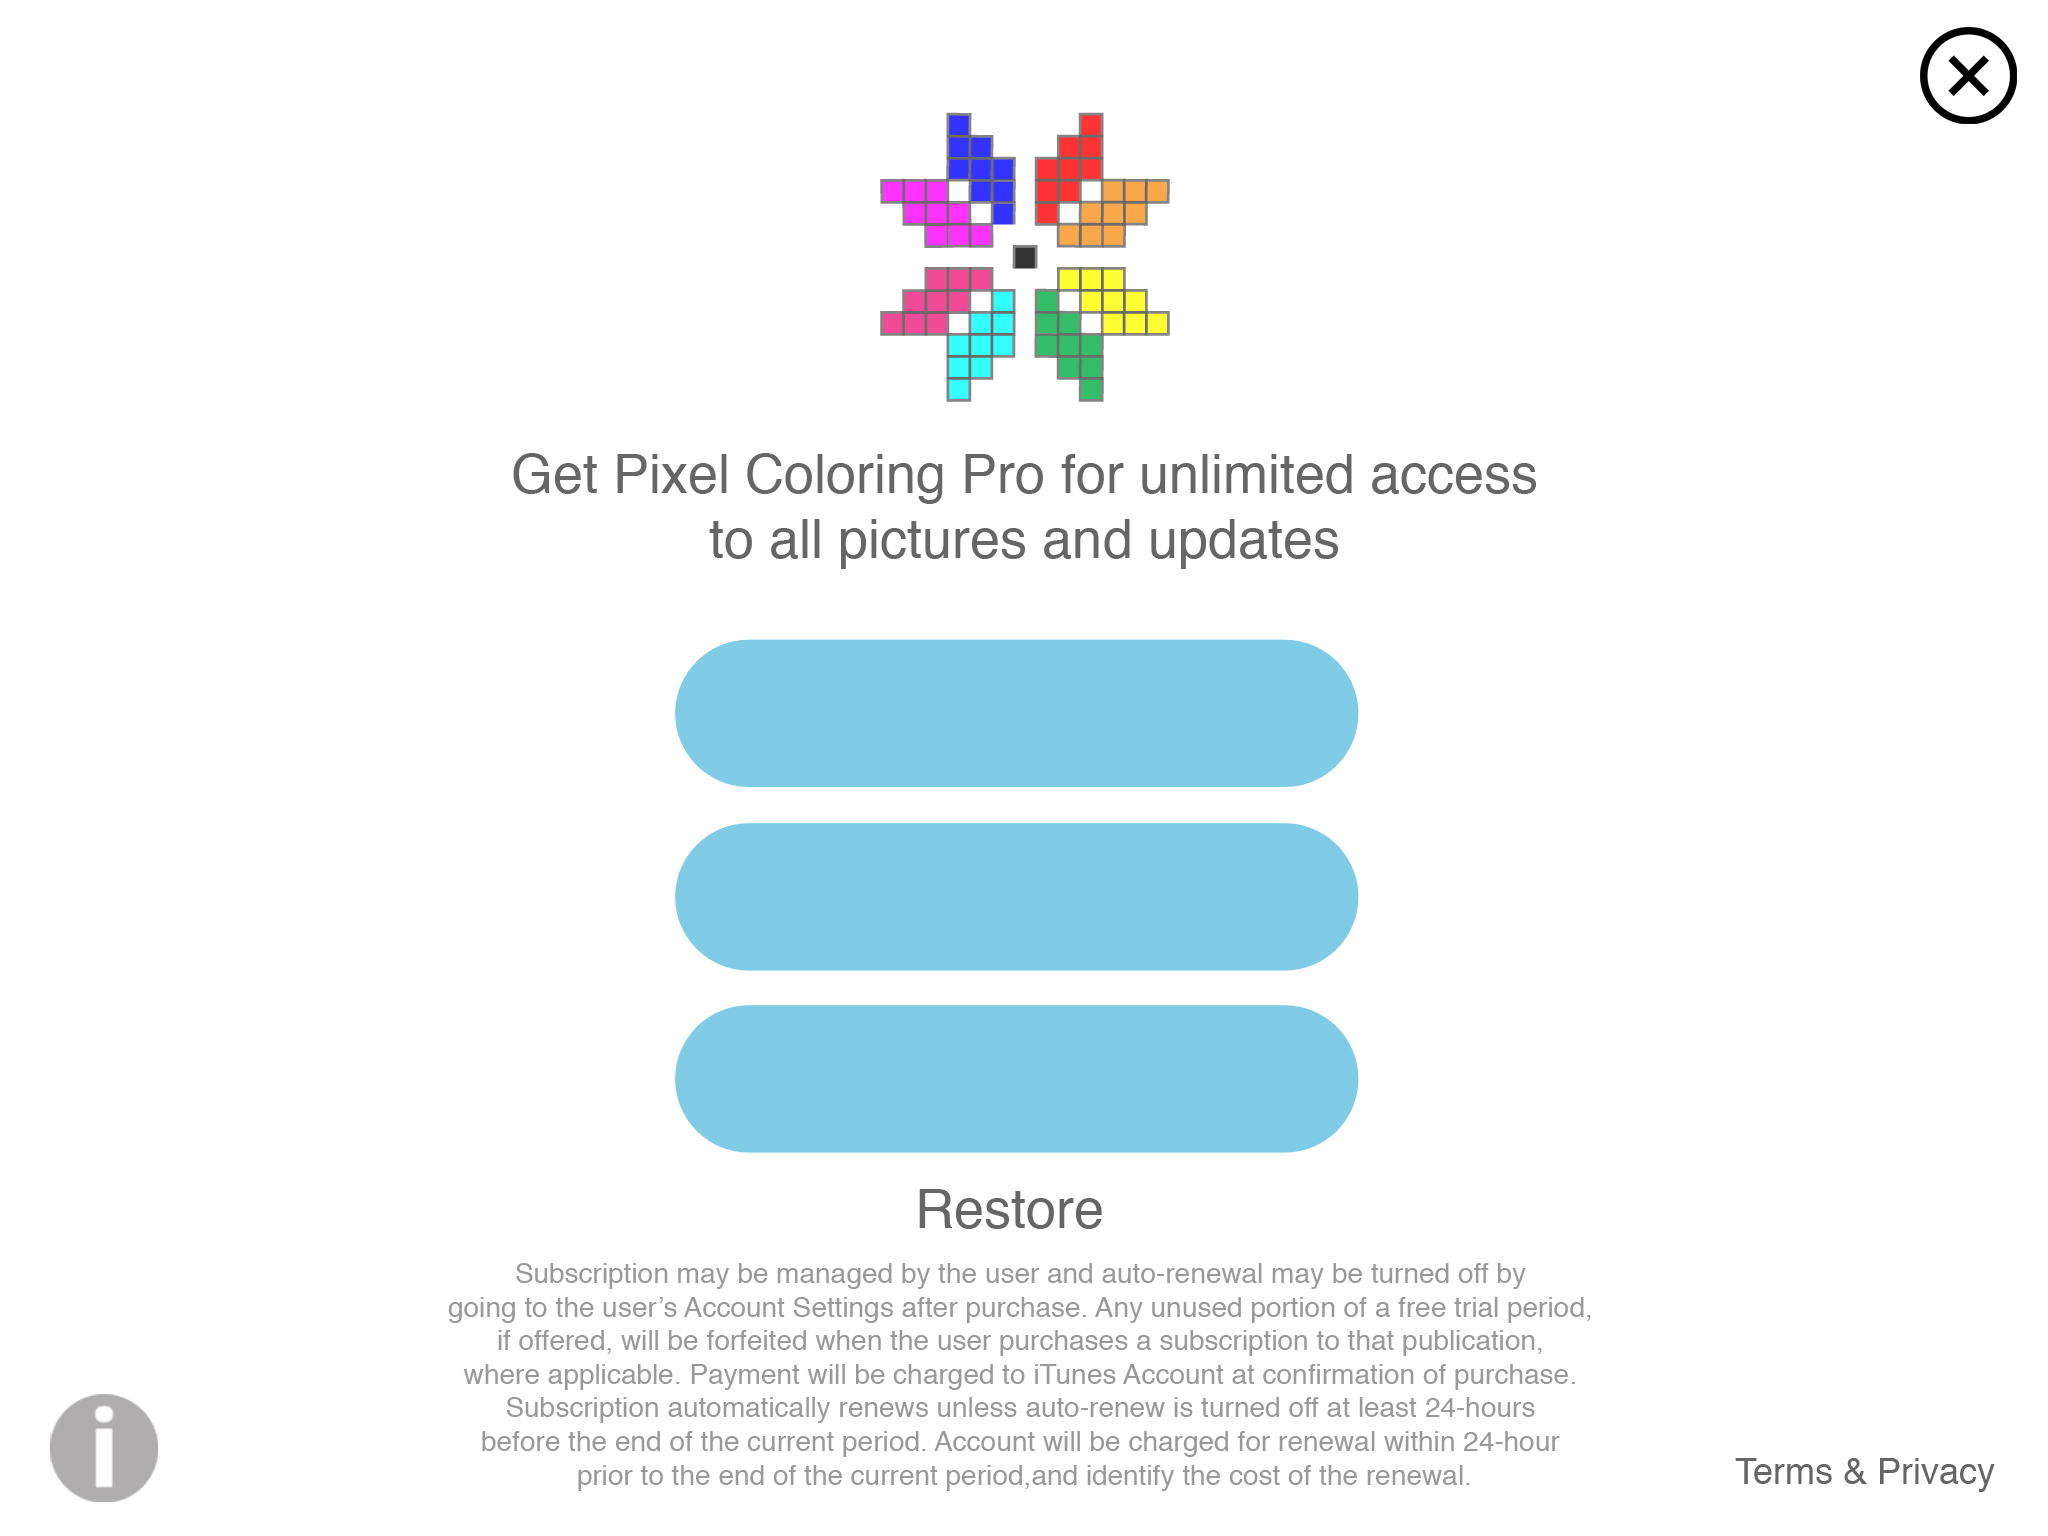 Get Pixel Coloring Pro for unlimited access
to all pictures and updates
Restore
Subscription may be managed by the user and auto-renewal may be turned off by
going to the user’s Account Settings after purchase. Any unused portion of a free trial period,
if offered, will be forfeited when the user purchases a subscription to that publication,
where applicable. Payment will be charged to iTunes Account at confirmation of purchase.
Subscription automatically renews unless auto-renew is turned off at least 24-hours
before the end of the current period. Account will be charged for renewal within 24-hour
prior to the end of the current period,and identify the cost of the renewal.
Terms & Privacy